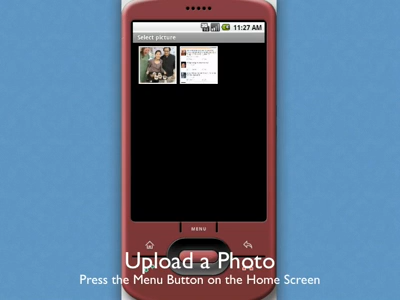 11:27 AM
Select picture
MENU
Upload a Photo
Press the Menu Button on the Home Screen